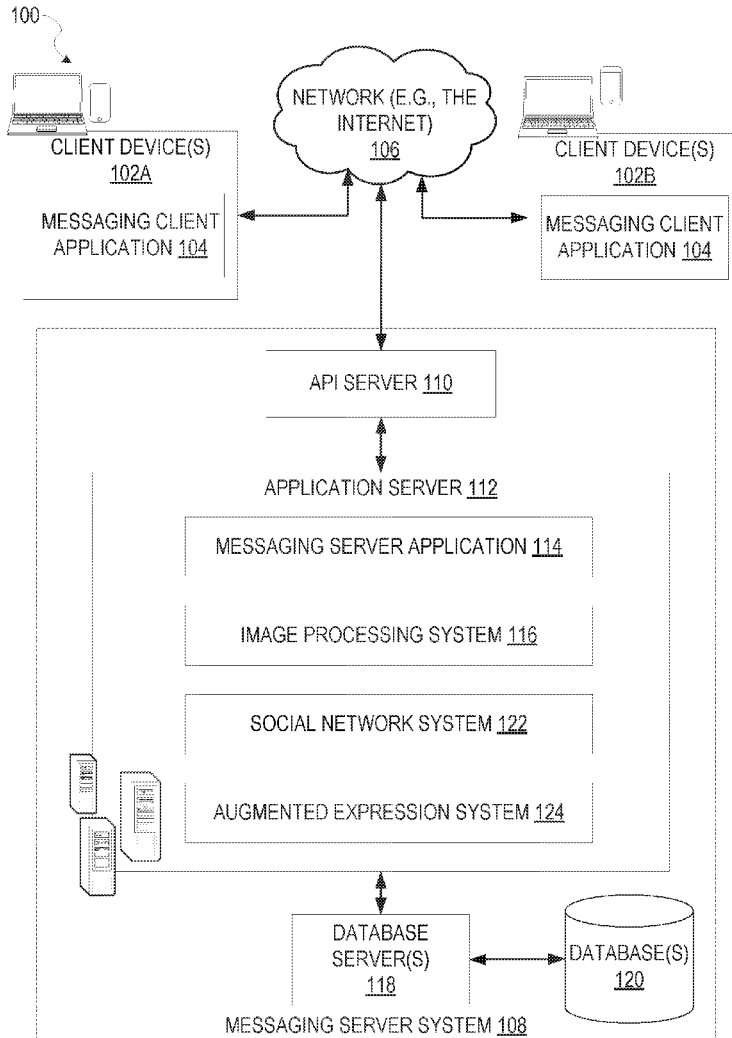 100
NETWORK (E.G., THE
INTERNET)
106
CLIENT DEVICE(S)
102A
MESSAGING CLIENT
APPLICATION 104
CLIENT DEVICE(S)
102B
MESSAGING CLIENT
APPLICATION 104
API SERVER 110
APPLICATION SERVER 112
MESSAGING SERVER APPLICATION 114
IMAGE PROCESSING SYSTEM 116
SOCIAL NETWORK SYSTEM 122
AUGMENTED EXPRESSION SYSTEM 124
DATABASE
SERVER(S)
118
DATABASE(S)
120
MESSAGING SERVER SYSTEM 108